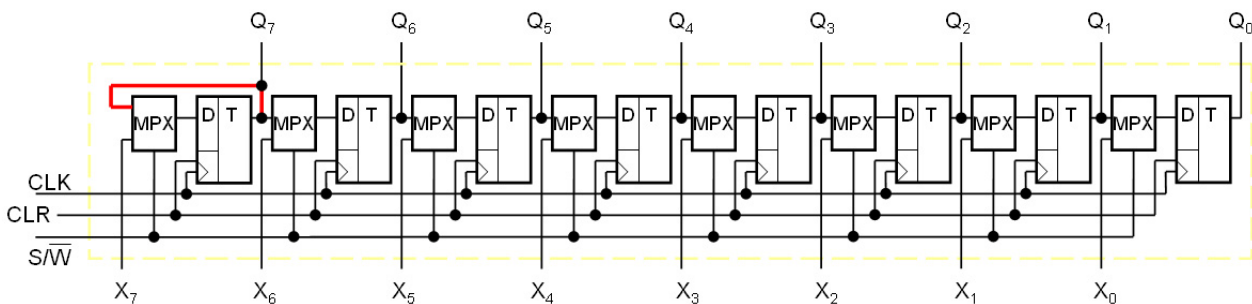 Q₇ Q₆ Q₅ Q₄ Q₃ Q₂ Q₁ Q₀
MPX D T MPX D T MPX D T MPX D T MPX D T MPX D T MPX D T MPX D T
CLK
CLR
S/W̅
X₇ X₆ X₅ X₄ X₃ X₂ X₁ X₀